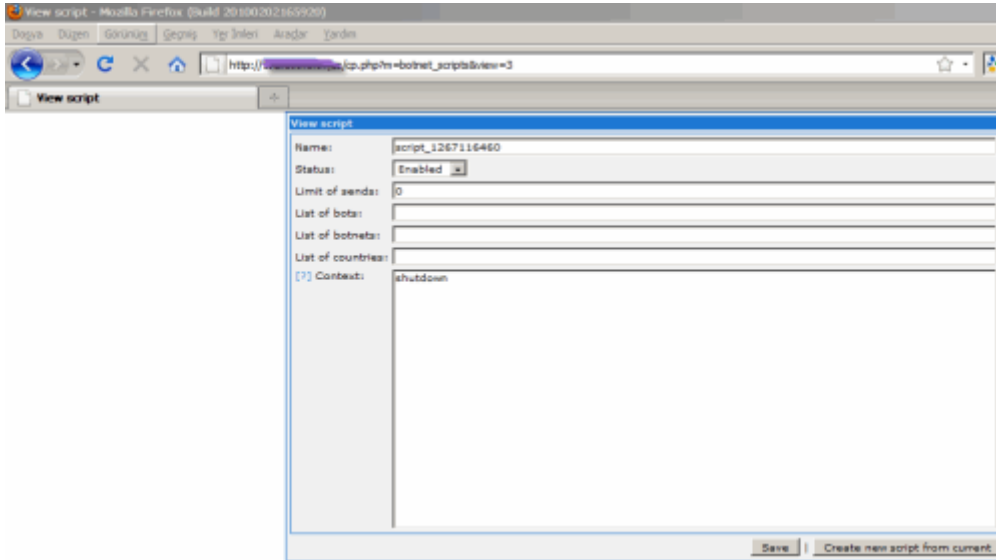 View script - Mozilla Firefox (Build 20100202165920)
Dosya Düzen Görünüm Geçmiş Yer İmleri Araçlar Yardım
http:// /cp.php?m=botnet_scripts&view=3
View script
View script
Name: script_1267116460
Status: Enabled
Limit of sends: 0
List of bots:
List of botnets:
List of countries:
[?] Context: shutdown
Save | Create new script from current